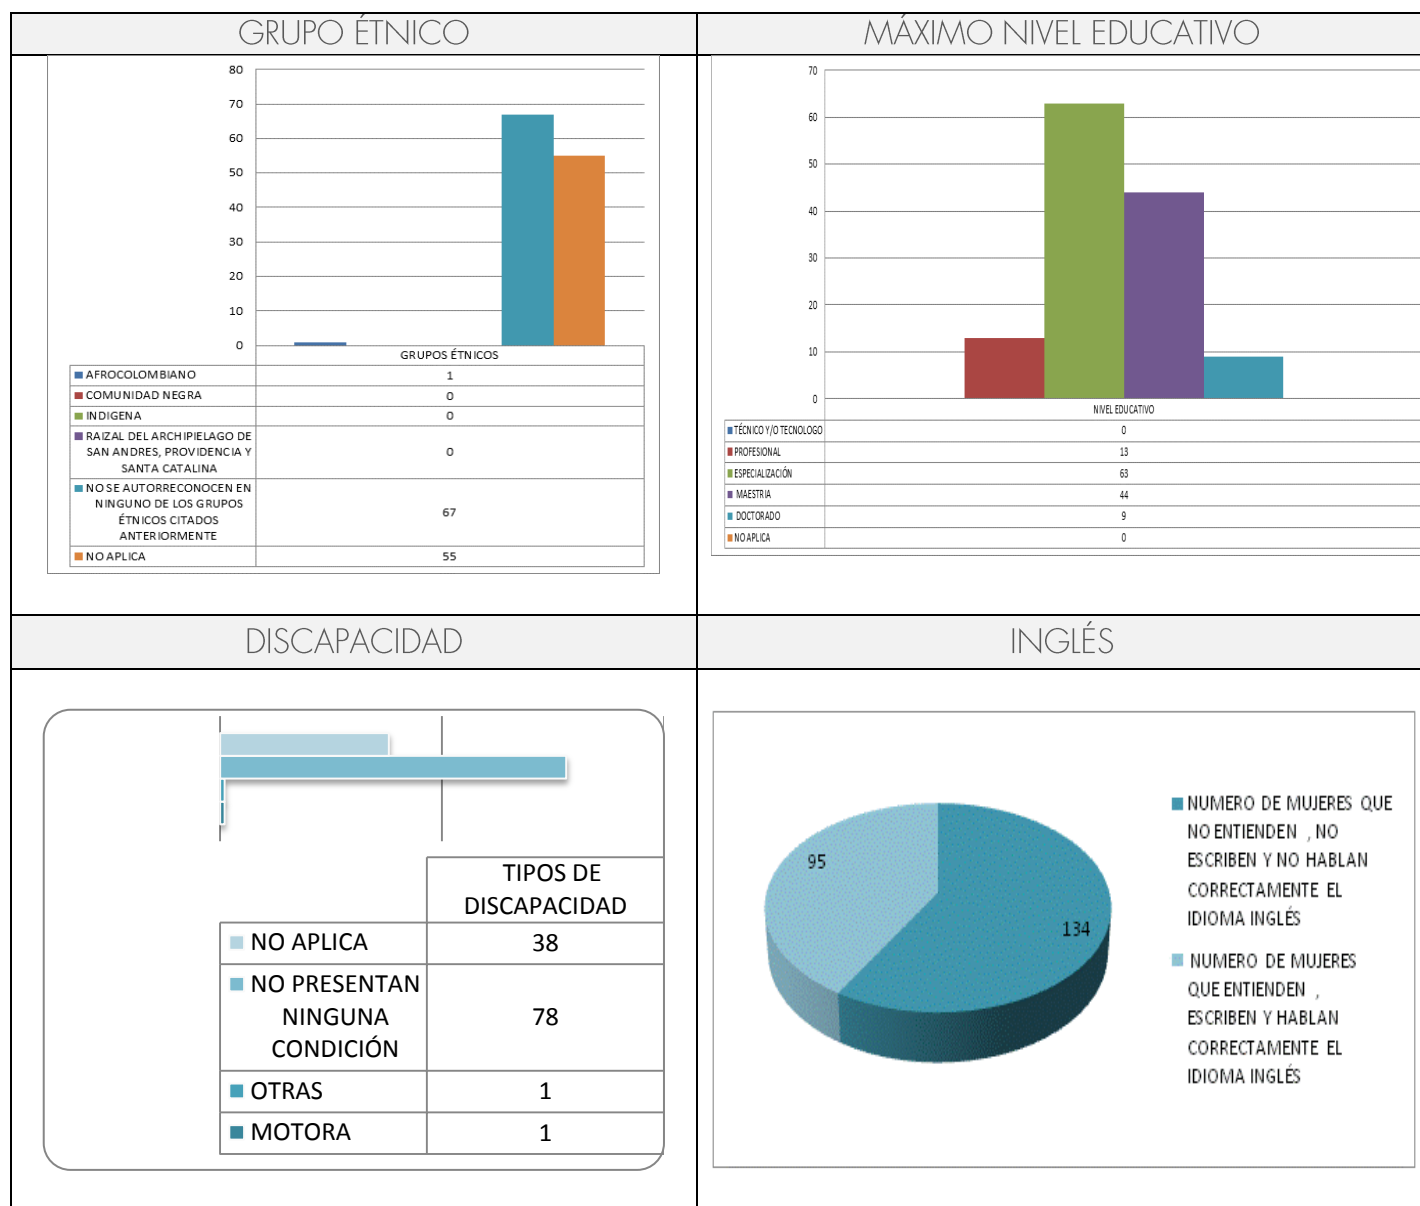 GRUPO ÉTNICO
80
70
60
50
40
30
20
10
0
GRUPOS ÉTNICOS
AFROCOLOMBIANO 1
COMUNIDAD NEGRA 0
INDIGENA 0
RAIZAL DEL ARCHIPIELAGO DE
SAN ANDRES, PROVIDENCIA Y 0
SANTA CATALINA
NO SE AUTORRECONOCEN EN
NINGUNO DE LOS GRUPOS 67
ÉTNICOS CITADOS
ANTERIORMENTE
NO APLICA 55
MÁXIMO NIVEL EDUCATIVO
70
60
50
40
30
20
10
0
NIVEL EDUCATIVO
TÉCNICO Y/O TECNOLOGO 0
PROFESIONAL 13
ESPECIALIZACIÓN 63
MAESTRIA 44
DOCTORADO 9
NO APLICA 0
DISCAPACIDAD
TIPOS DE
DISCAPACIDAD
NO APLICA 38
NO PRESENTAN
NINGUNA 78
CONDICIÓN
OTRAS 1
MOTORA 1
INGLÉS
95
134
NUMERO DE MUJERES QUE
NO ENTIENDEN , NO
ESCRIBEN Y NO HABLAN
CORRECTAMENTE EL
IDIOMA INGLÉS
NUMERO DE MUJERES
QUE ENTIENDEN ,
ESCRIBEN Y HABLAN
CORRECTAMENTE EL
IDIOMA INGLÉS